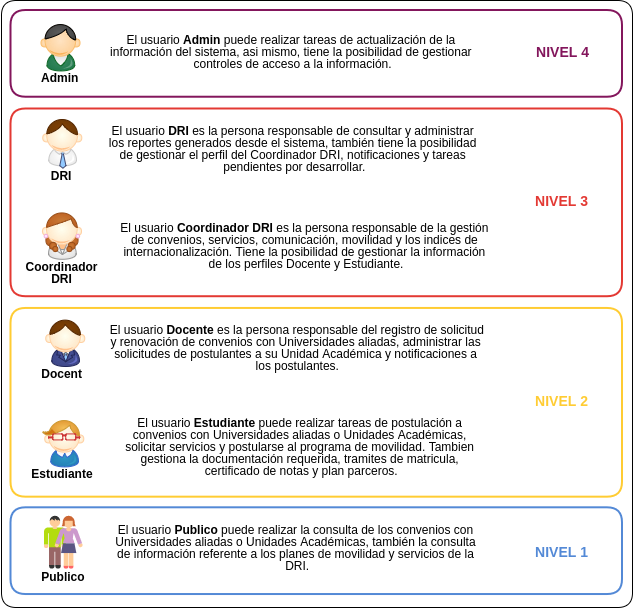 El usuario Admin puede realizar tareas de actualización de la
información del sistema, asi mismo, tiene la posibilidad de gestionar
controles de acceso a la información.
Admin
NIVEL 4
El usuario DRI es la persona responsable de consultar y administrar
los reportes generados desde el sistema, también tiene la posibilidad
de gestionar el perfil del Coordinador DRI, notificaciones y tareas
pendientes por desarrollar.
DRI
NIVEL 3
El usuario Coordinador DRI es la persona responsable de la gestión
de convenios, servicios, comunicación, movilidad y los indices de
internacionalización. Tiene la posibilidad de gestionar la información
de los perfiles Docente y Estudiante.
Coordinador
DRI
El usuario Docente es la persona responsable del registro de solicitud
y renovación de convenios con Universidades aliadas, administrar las
solicitudes de postulantes a su Unidad Académica y notificaciones a
los postulantes.
Docent
NIVEL 2
El usuario Estudiante puede realizar tareas de postulación a
convenios con Universidades aliadas o Unidades Académicas,
solicitar servicios y postularse al programa de movilidad. Tambien
gestiona la documentación requerida, tramites de matricula,
certificado de notas y plan parceros.
Estudiante
El usuario Publico puede realizar la consulta de los convenios con
Universidades aliadas o Unidades Académicas, también la consulta
de información referente a los planes de movilidad y servicios de la
DRI.
Publico
NIVEL 1